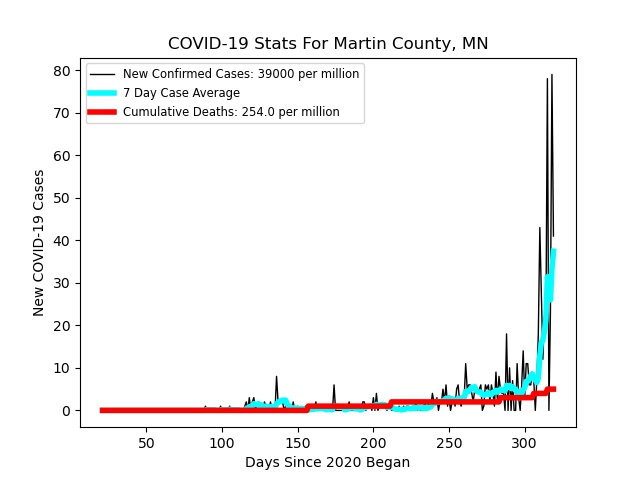 COVID-19 Stats For Martin County, MN
New Confirmed Cases: 39000 per million
7 Day Case Average
Cumulative Deaths: 254.0 per million
New COVID-19 Cases
80
70
60
50
40
30
20
10
0
50 100 150 200 250 300
Days Since 2020 Began